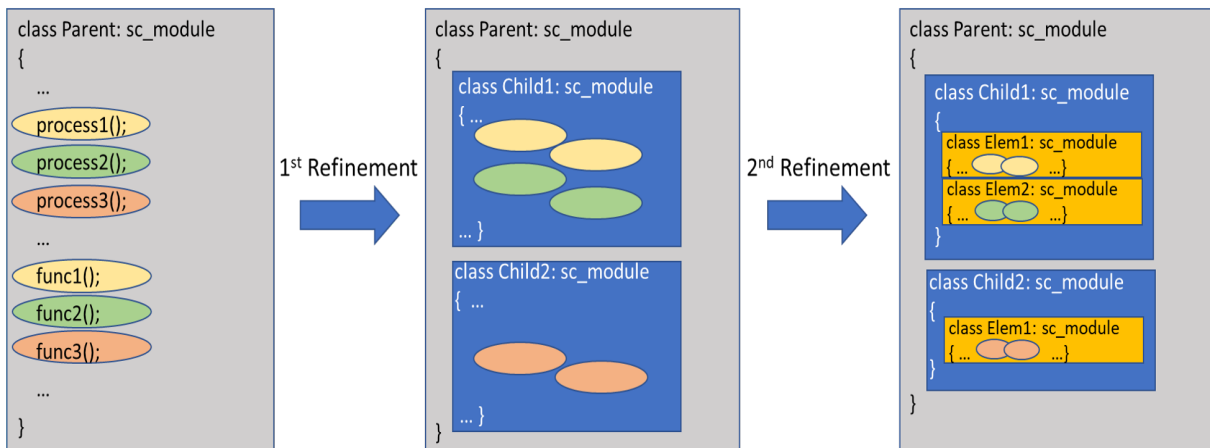 class Parent: sc_module
{
...
process1();
process2();
process3();
...
func1();
func2();
func3();
...
}
1st Refinement
class Parent: sc_module
{
class Child1: sc_module
{ ...
... }
class Child2: sc_module
{ ...
... }
}
2nd Refinement
class Parent: sc_module
{
class Child1: sc_module
{
class Elem1: sc_module
{ ... ...}
class Elem2: sc_module
{ ... ...}
}
class Child2: sc_module
{
class Elem1: sc_module
{ ... ...}
}
}